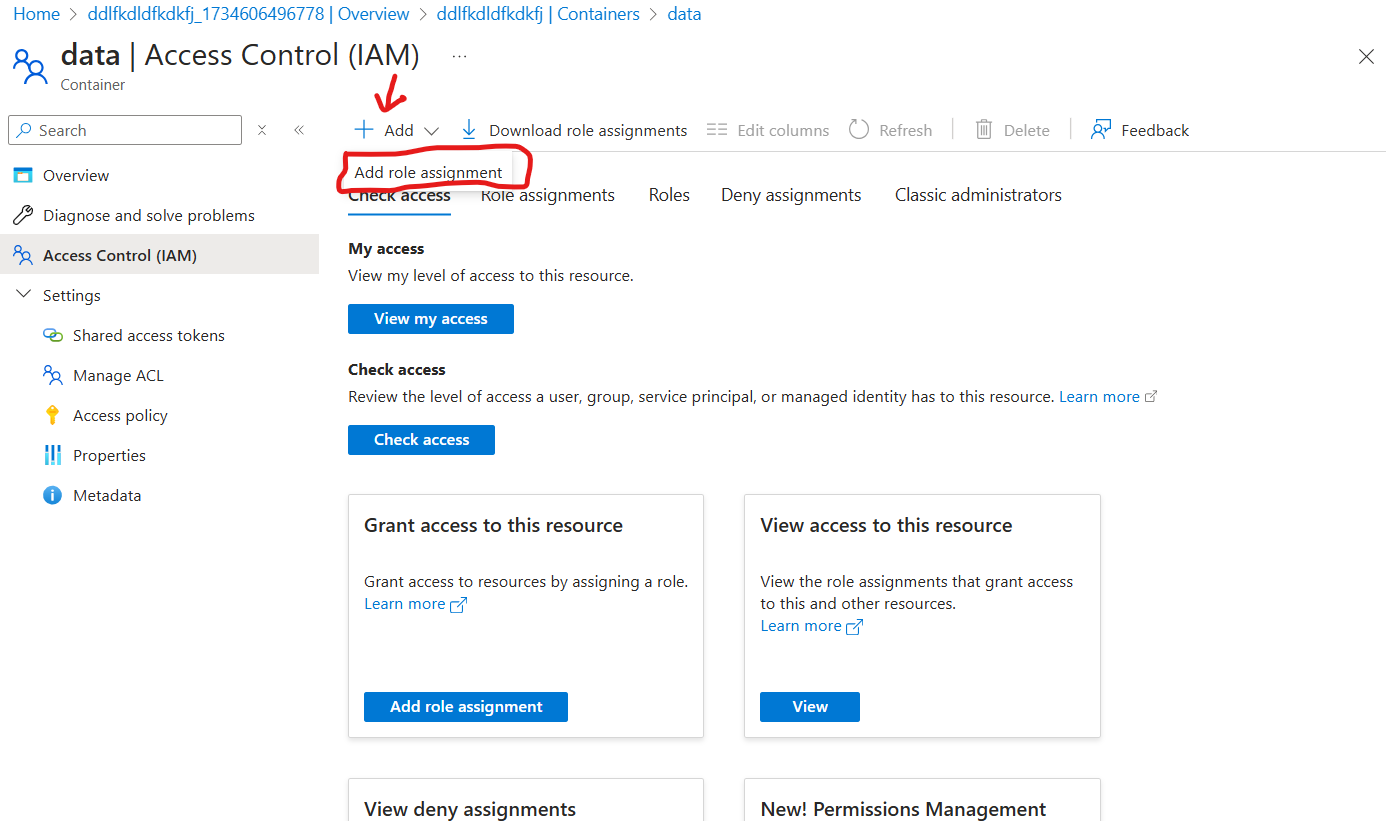 Home > ddlfkdldfkdkfj_1734606496778 | Overview > ddlfkdldfkdkfj | Containers > data
data | Access Control (IAM) ...
Container
Search
Add
Download role assignments
Edit columns
Refresh
Delete
Feedback
Add role assignment
Overview
Diagnose and solve problems
Access Control (IAM)
Settings
Shared access tokens
Manage ACL
Access policy
Properties
Metadata
Check access
Role assignments
Roles
Deny assignments
Classic administrators
My access
View my level of access to this resource.
View my access
Check access
Review the level of access a user, group, service principal, or managed identity has to this resource. Learn more
Check access
Grant access to this resource
Grant access to resources by assigning a role.
Learn more
Add role assignment
View access to this resource
View the role assignments that grant access
to this and other resources.
Learn more
View
View deny assignments
New! Permissions Management